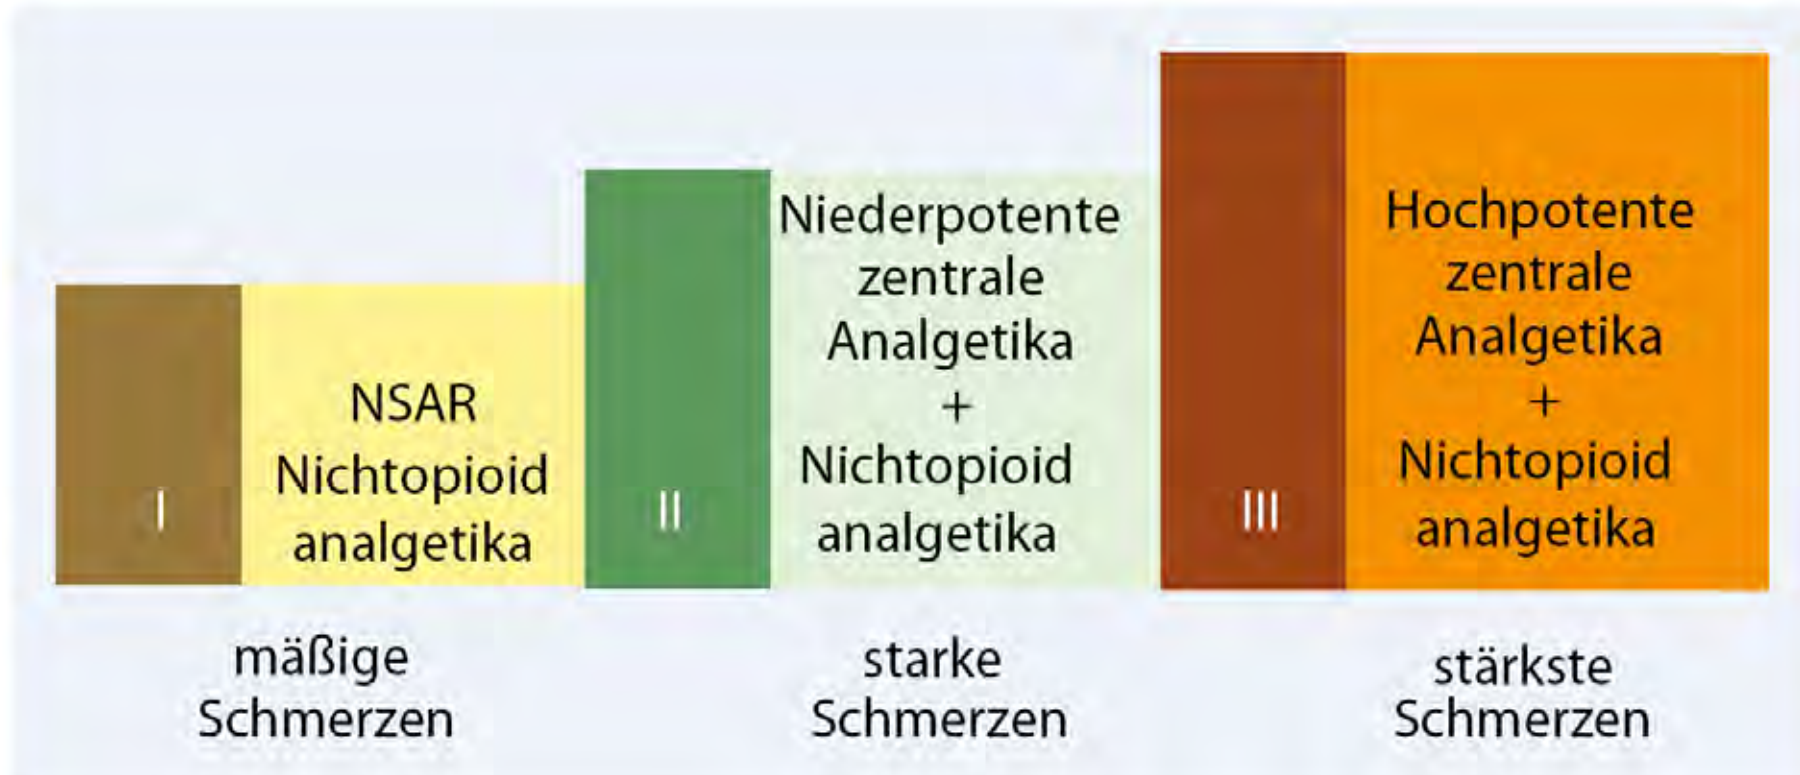 I
NSAR
Nichtopioid
analgetika
mäßige
Schmerzen
II
Niederpotente
zentrale
Analgetika
+
Nichtopioid
analgetika
starke
Schmerzen
III
Hochpotente
zentrale
Analgetika
+
Nichtopioid
analgetika
stärkste
Schmerzen